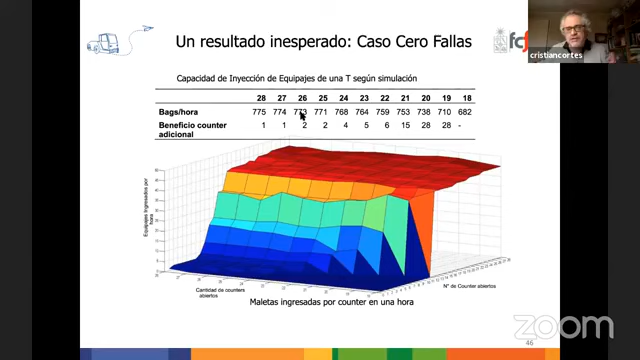 Un resultado inesperado: Caso Cero Fallas
fcf
cristiancortes
Capacidad de Inyección de Equipajes de una T según simulación
28 27 26 25 24 23 22 21 20 19 18
Bags/hora 775 774 773 771 768 764 759 753 738 710 682
Beneficio counter adicional 1 1 2 2 4 5 6 15 28 28 -
Equipajes Ingresados por hora
Cantidad de counters abiertos
N° de Counter abiertos
Maletas ingresadas por counter en una hora
zoom
46